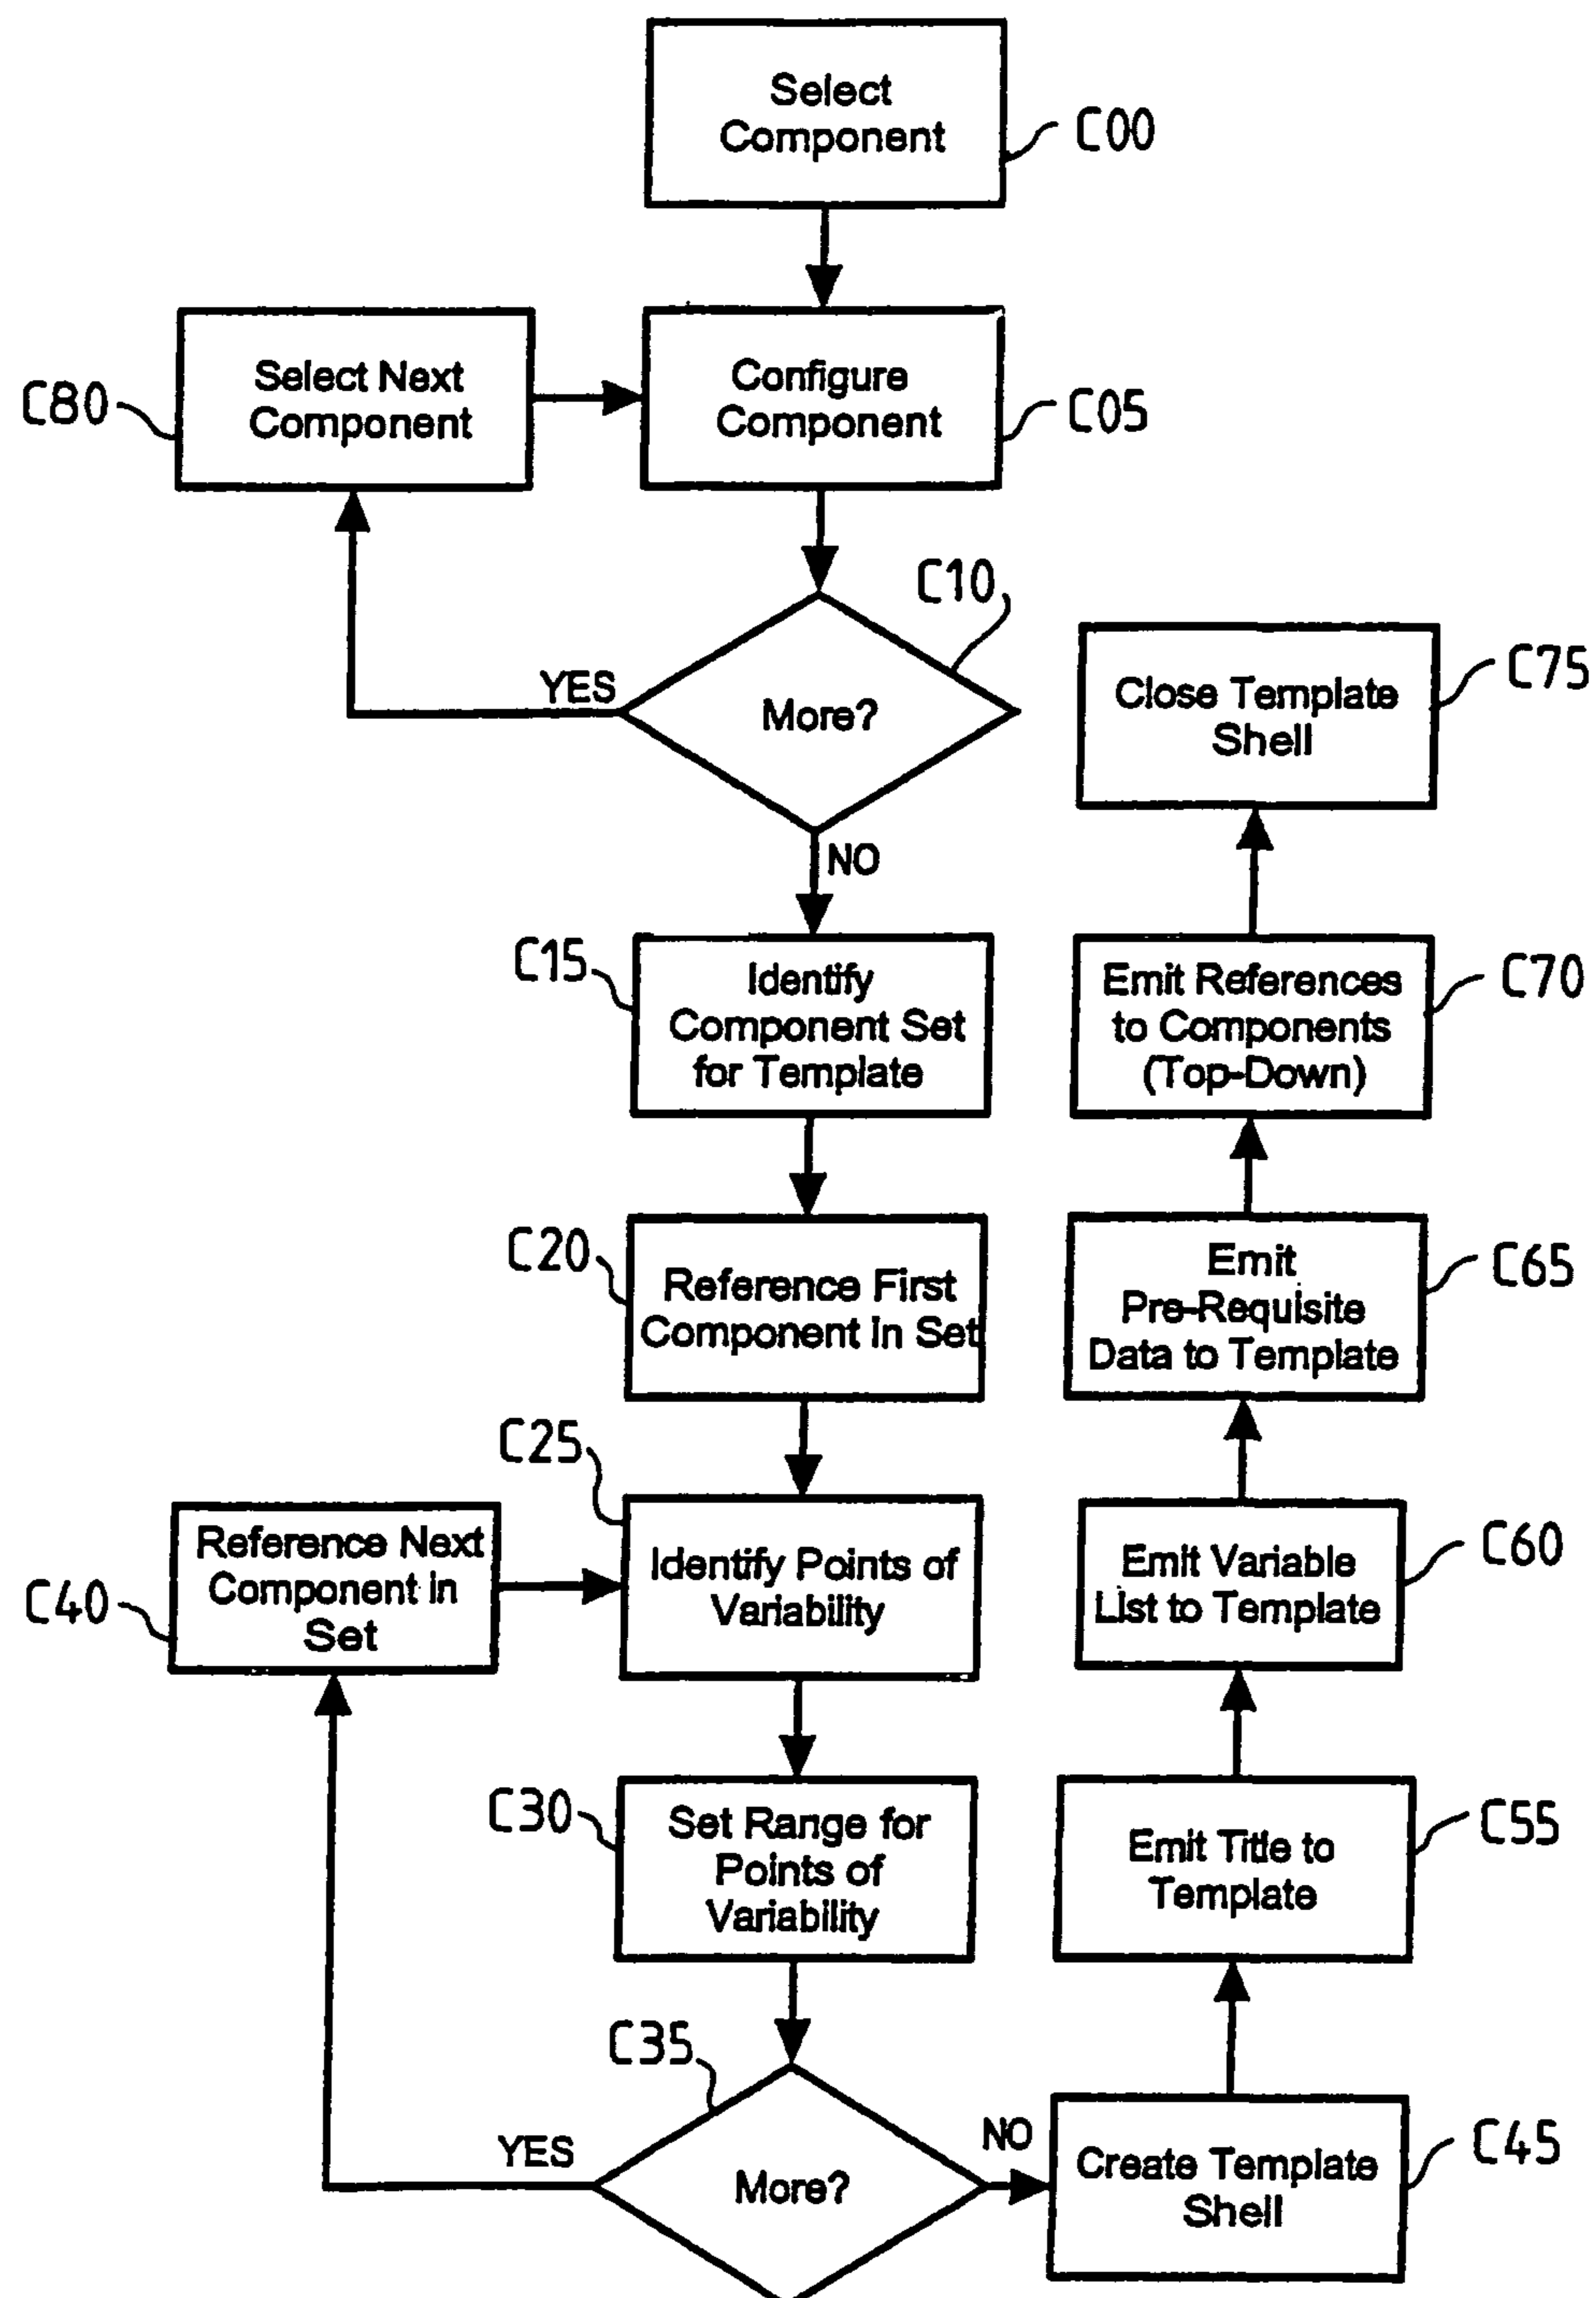 Select
Component
C00
Select Next
Component
C80
Configure
Component
C05
C10
YES
More?
NO
C15
Identify
Component Set
for Template
C20
Reference First
Component in Set
C25
Identify Points of
Variability
Reference Next
Component in
Set
C40
C30
Set Range for
Points of
Variability
C35
YES
More?
NO
Create Template
Shell
C45
Emit Title to
Template
C55
Emit Variable
List to Template
C60
Emit
Pre-Requisite
Data to Template
C65
Emit References
to Components
(Top-Down)
C70
Close Template
Shell
C75